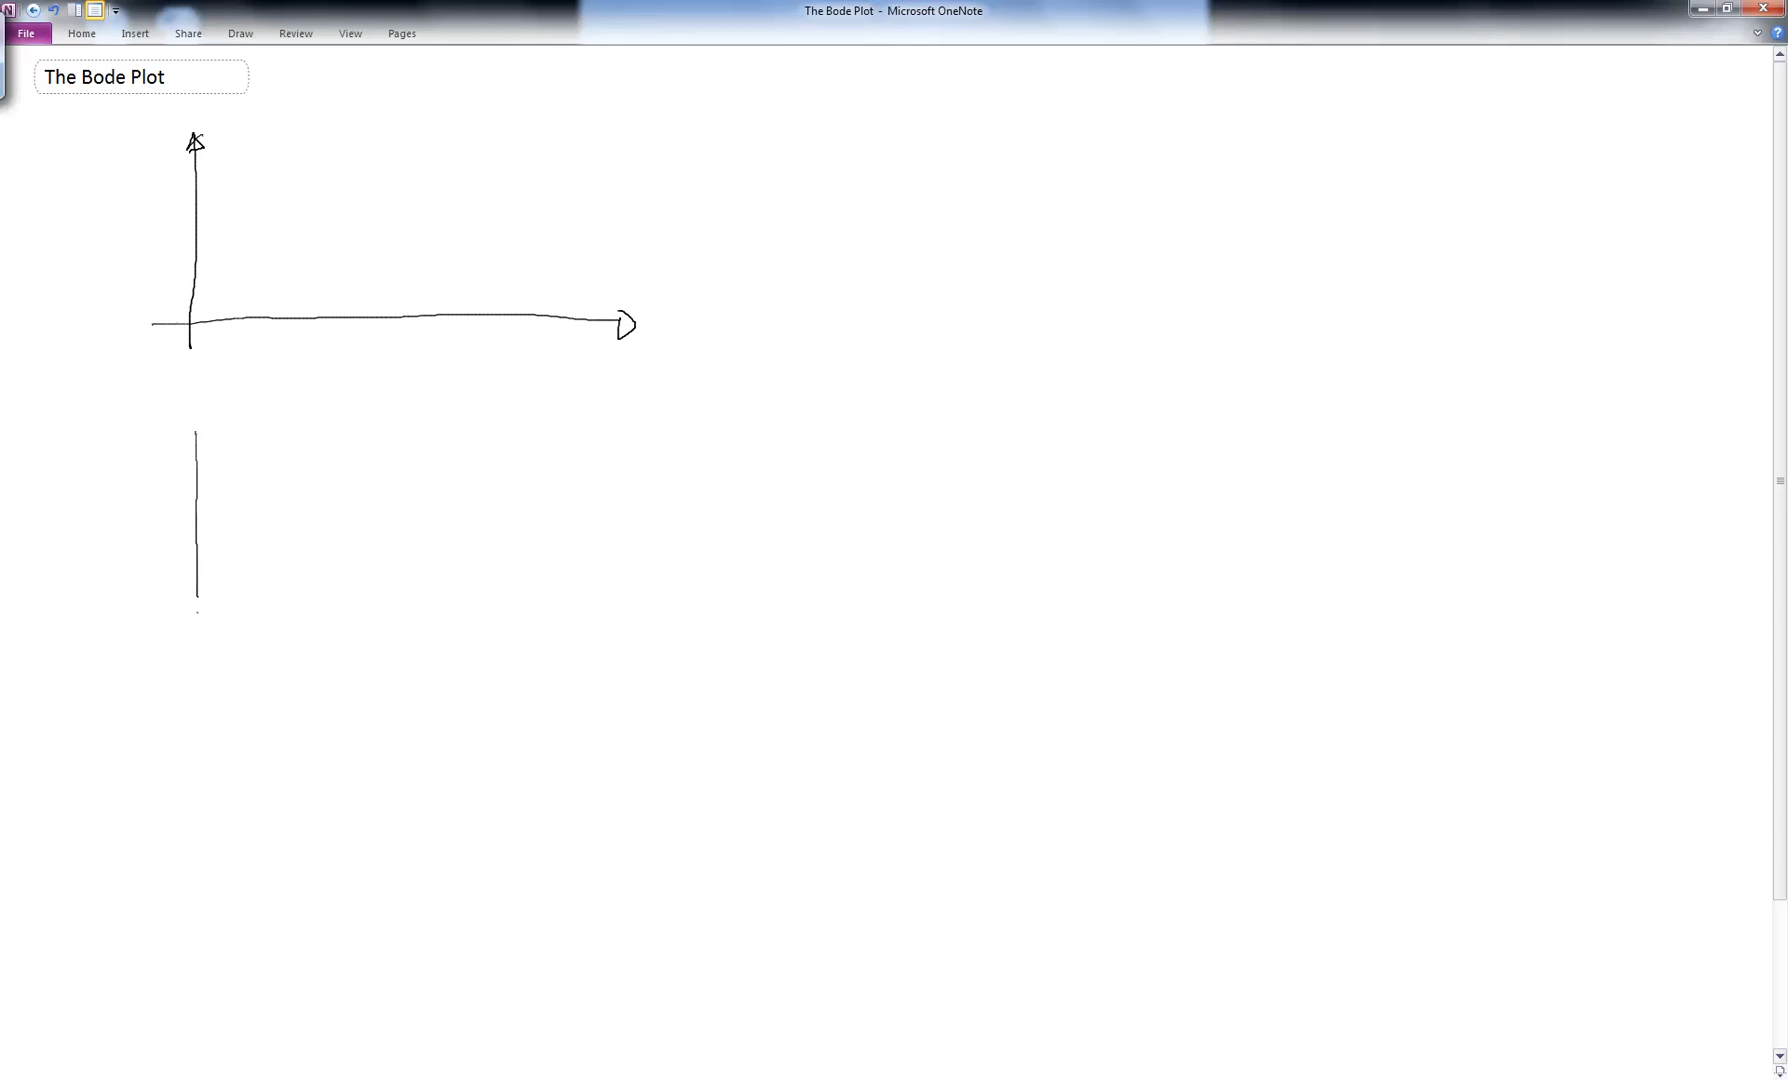 The Bode Plot - Microsoft OneNote
File Home Insert Share Draw Review View Pages
The Bode Plot